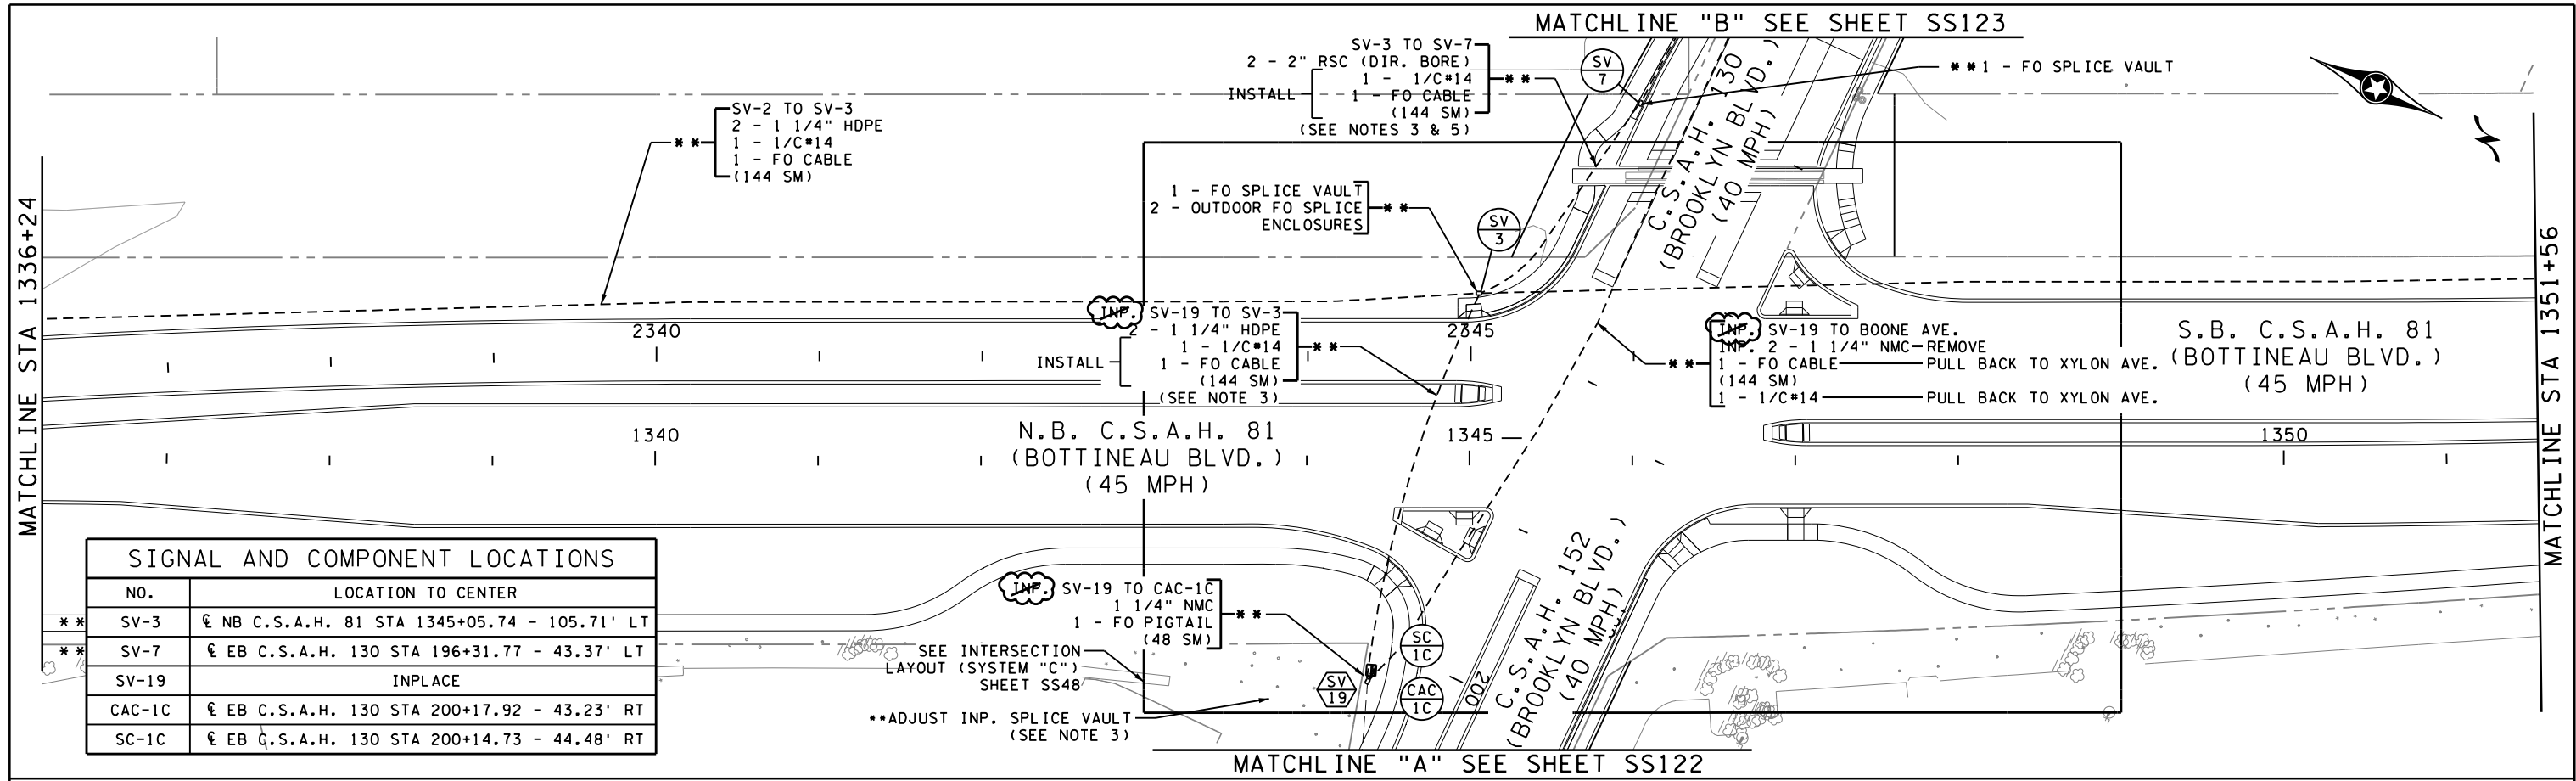 MATCHLINE "B" SEE SHEET SS123
SV-3 TO SV-7
2 - 2" RSC (DIR. BORE)
1 - 1/C#14
INSTALL
1 - FO CABLE
(144 SM)
(SEE NOTES 3 & 5)
**
SV
7
**1 - FO SPLICE VAULT
SV-2 TO SV-3
2 - 1 1/4" HDPE
1 - 1/C#14
1 - FO CABLE
(144 SM)
**
1 - FO SPLICE VAULT
2 - OUTDOOR FO SPLICE
ENCLOSURES
**
SV
3
C.S.A.H. 130
(BROOKLYN BLVD.)
(40 MPH)
MATCHLINE STA 1336+24
2340
INP.
SV-19 TO SV-3
2 - 1 1/4" HDPE
1 - 1/C#14
INSTALL
1 - FO CABLE
(144 SM)
(SEE NOTE 3)
**
2345
INP. SV-19 TO BOONE AVE.
INP. 2 - 1 1/4" NMC REMOVE
1 - FO CABLE PULL BACK TO XYLON AVE.
(144 SM)
1 - 1/C#14 PULL BACK TO XYLON AVE.
**
S.B. C.S.A.H. 81
(BOTTINEAU BLVD.)
(45 MPH)
MATCHLINE STA 1351+56
1340
N.B. C.S.A.H. 81
(BOTTINEAU BLVD.)
(45 MPH)
1345
1350
SIGNAL AND COMPONENT LOCATIONS
NO. LOCATION TO CENTER
** SV-3 ℄ NB C.S.A.H. 81 STA 1345+05.74 - 105.71' LT
** SV-7 ℄ EB C.S.A.H. 130 STA 196+31.77 - 43.37' LT
SV-19 INPLACE
CAC-1C ℄ EB C.S.A.H. 130 STA 200+17.92 - 43.23' RT
SC-1C ℄ EB C.S.A.H. 130 STA 200+14.73 - 44.48' RT
INP.
SV-19 TO CAC-1C
1 1/4" NMC
1 - FO PIGTAIL
(48 SM)
**
SEE INTERSECTION
LAYOUT (SYSTEM "C")
SHEET SS48
**ADJUST INP. SPLICE VAULT
(SEE NOTE 3)
SV
19
SC
1C
CAC
1C
200
C.S.A.H. 152
(BROOKLYN BLVD.)
(40 MPH)
MATCHLINE "A" SEE SHEET SS122